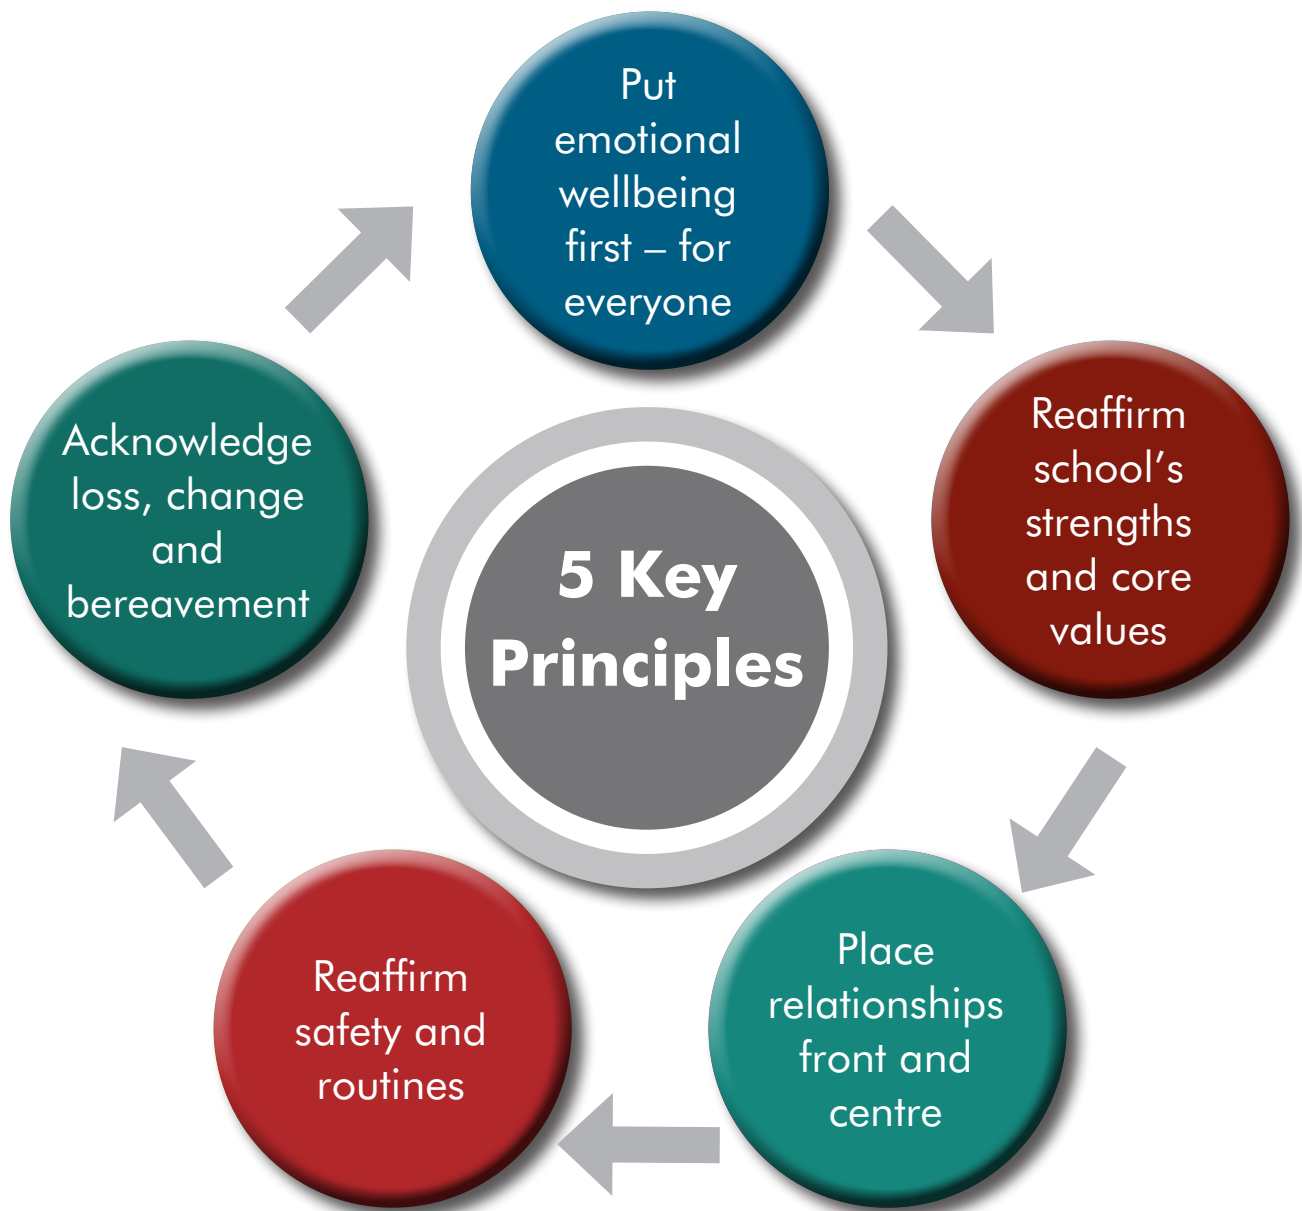 Put
emotional
wellbeing
first – for
everyone
Reaffirm
school’s
strengths
and core
values
Place
relationships
front and
centre
Reaffirm
safety and
routines
Acknowledge
loss, change
and
bereavement
5 Key
Principles